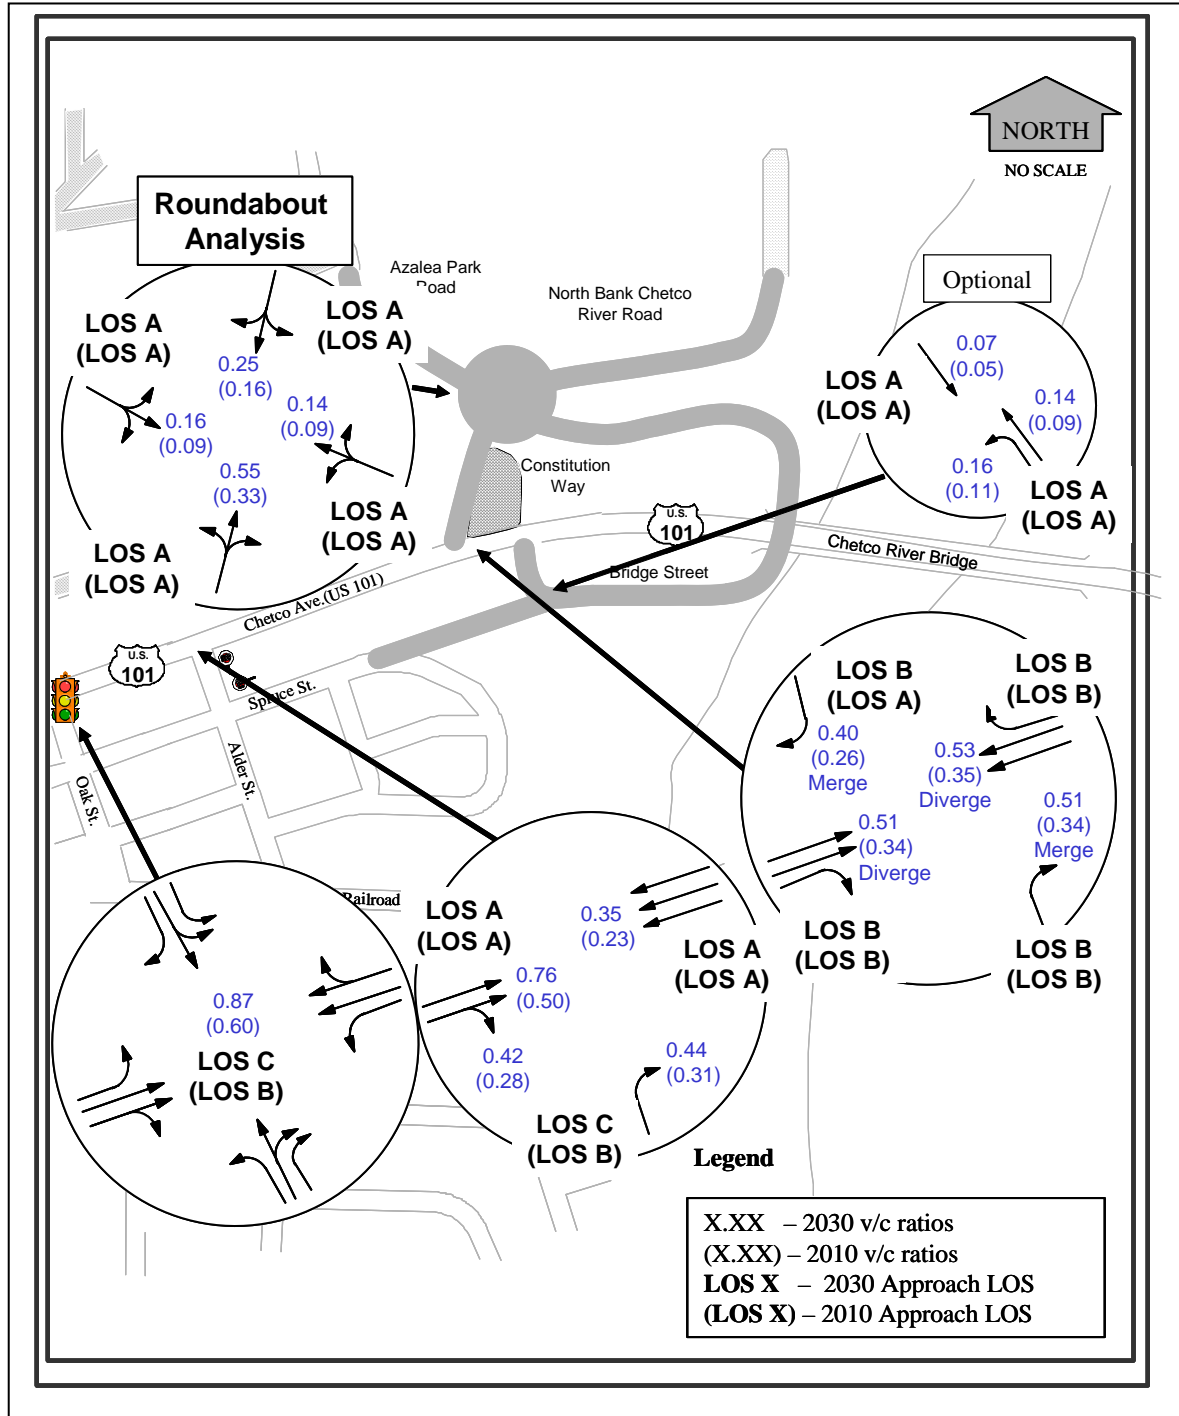 NORTH
NO SCALE
Roundabout
Analysis
Azalea Park
Road
North Bank Chetco
River Road
Optional
LOS A
(LOS A)
LOS A
(LOS A)
0.25
(0.16)
0.16
(0.09)
0.14
(0.09)
0.55
(0.33)
LOS A
(LOS A)
LOS A
(LOS A)
0.07
(0.05)
LOS A
(LOS A)
0.14
(0.09)
0.16
(0.11)
LOS A
(LOS A)
Constitution
Way
U.S.
101
Chetco River Bridge
Bridge Street
Chetco Ave.(US 101)
U.S.
101
Spruce St.
Alder St.
Oak St.
Railroad
LOS B
(LOS A)
LOS B
(LOS B)
0.40
(0.26)
Merge
0.53
(0.35)
Diverge
0.51
(0.34)
Diverge
0.51
(0.34)
Merge
LOS B
(LOS B)
LOS B
(LOS B)
LOS A
(LOS A)
0.35
(0.23)
LOS A
(LOS A)
0.76
(0.50)
0.42
(0.28)
0.44
(0.31)
LOS C
(LOS B)
0.87
(0.60)
LOS C
(LOS B)
Legend
X.XX – 2030 v/c ratios
(X.XX) – 2010 v/c ratios
LOS X – 2030 Approach LOS
(LOS X) – 2010 Approach LOS